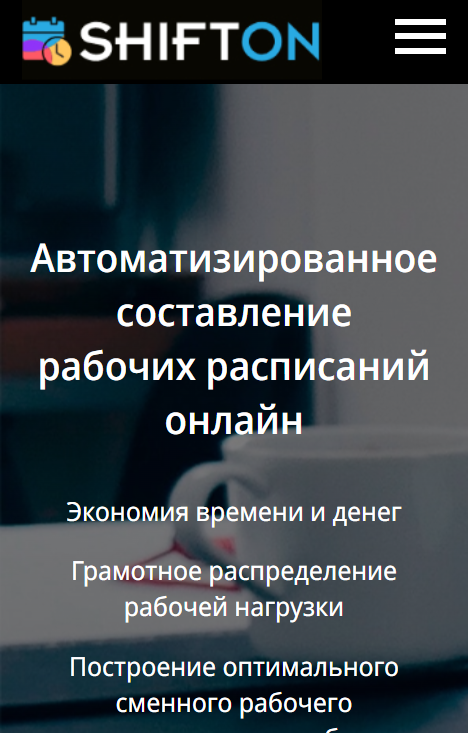 SHIFTON
Автоматизированное
составление
рабочих расписаний
онлайн
Экономия времени и денег
Грамотное распределение
рабочей нагрузки
Построение оптимального
сменного рабочего